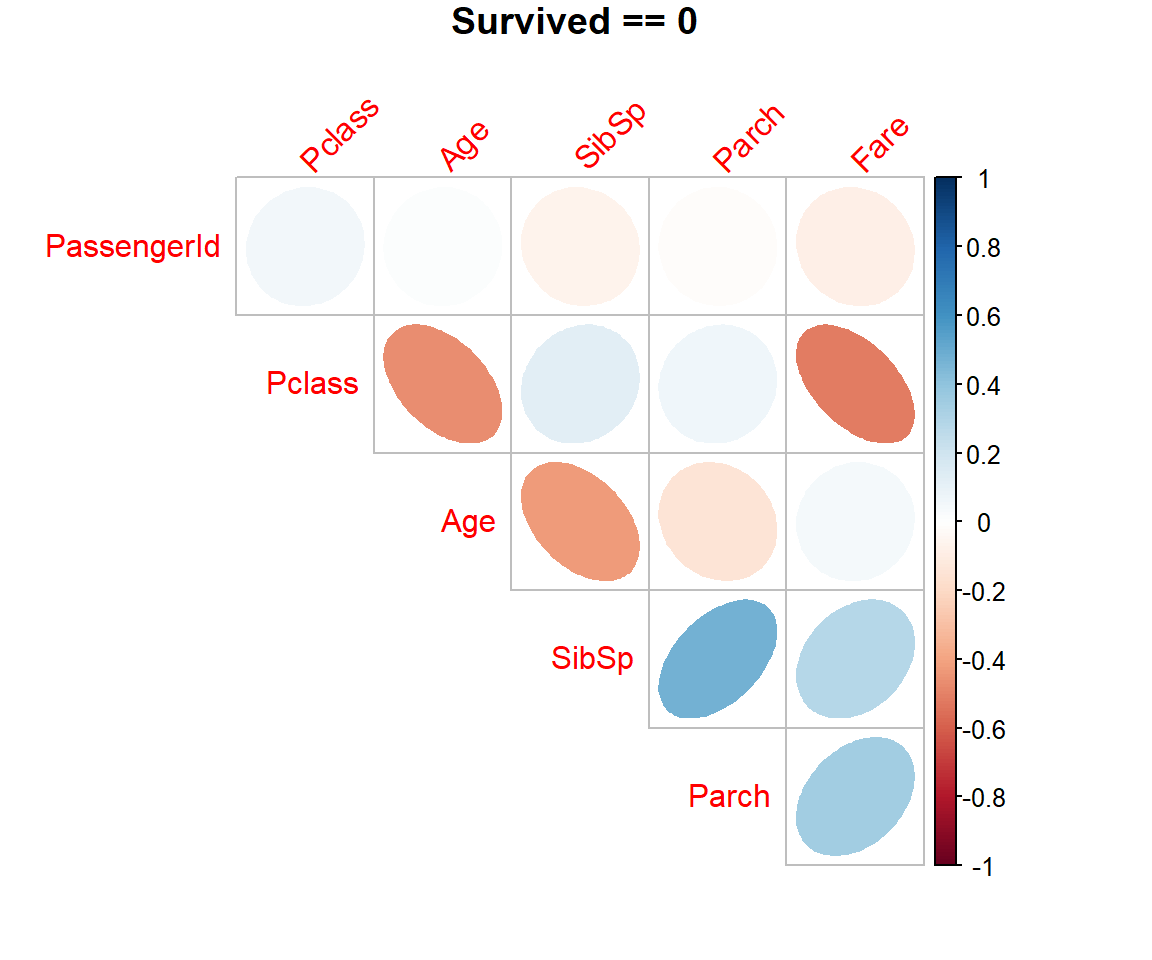 Survived == 0
Pclass
Age
SibSp
Parch
Fare
PassengerId
Pclass
Age
SibSp
Parch
1
0.8
0.6
0.4
0.2
0
-0.2
-0.4
-0.6
-0.8
-1